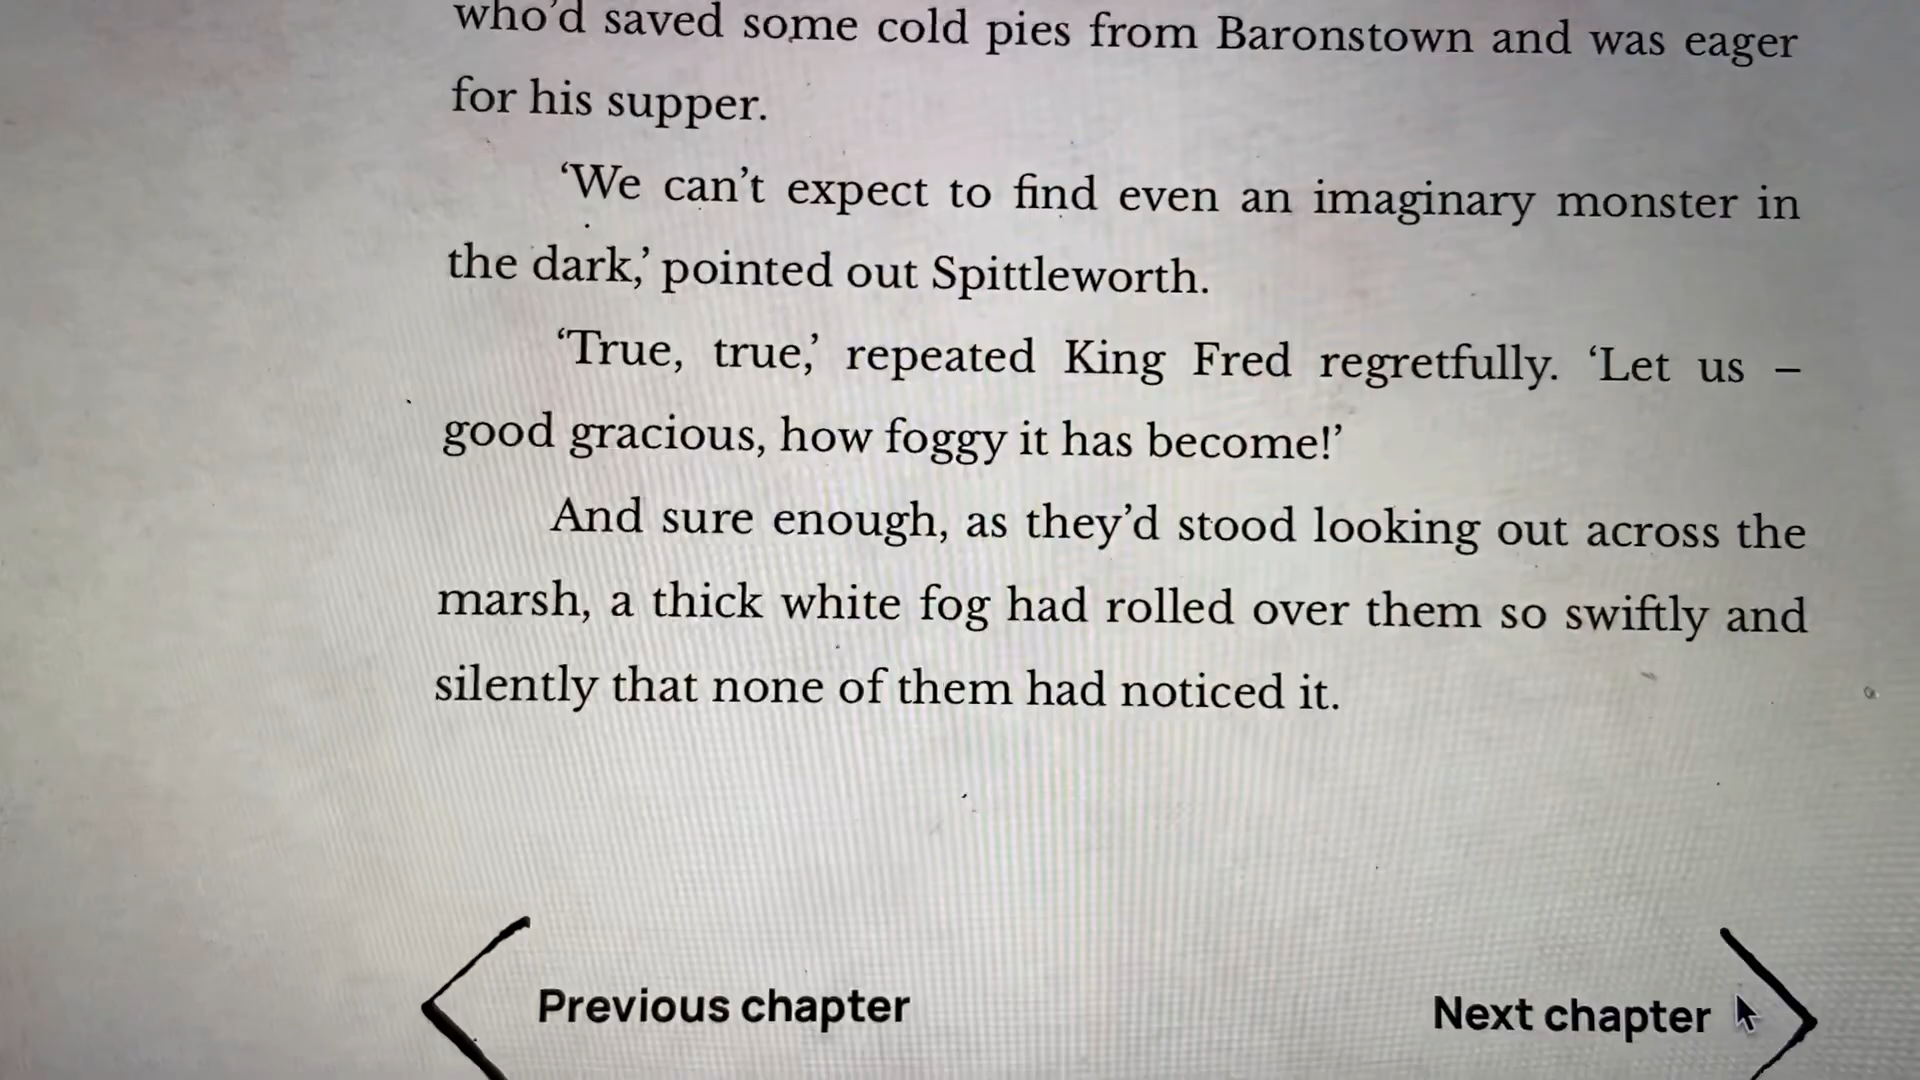 who’d saved some cold pies from Baronstown and was eager
for his supper.
‘We can’t expect to find even an imaginary monster in
the dark,’ pointed out Spittleworth.
‘True, true,’ repeated King Fred regretfully. ‘Let us –
good gracious, how foggy it has become!’
And sure enough, as they’d stood looking out across the
marsh, a thick white fog had rolled over them so swiftly and
silently that none of them had noticed it.
Previous chapter
Next chapter